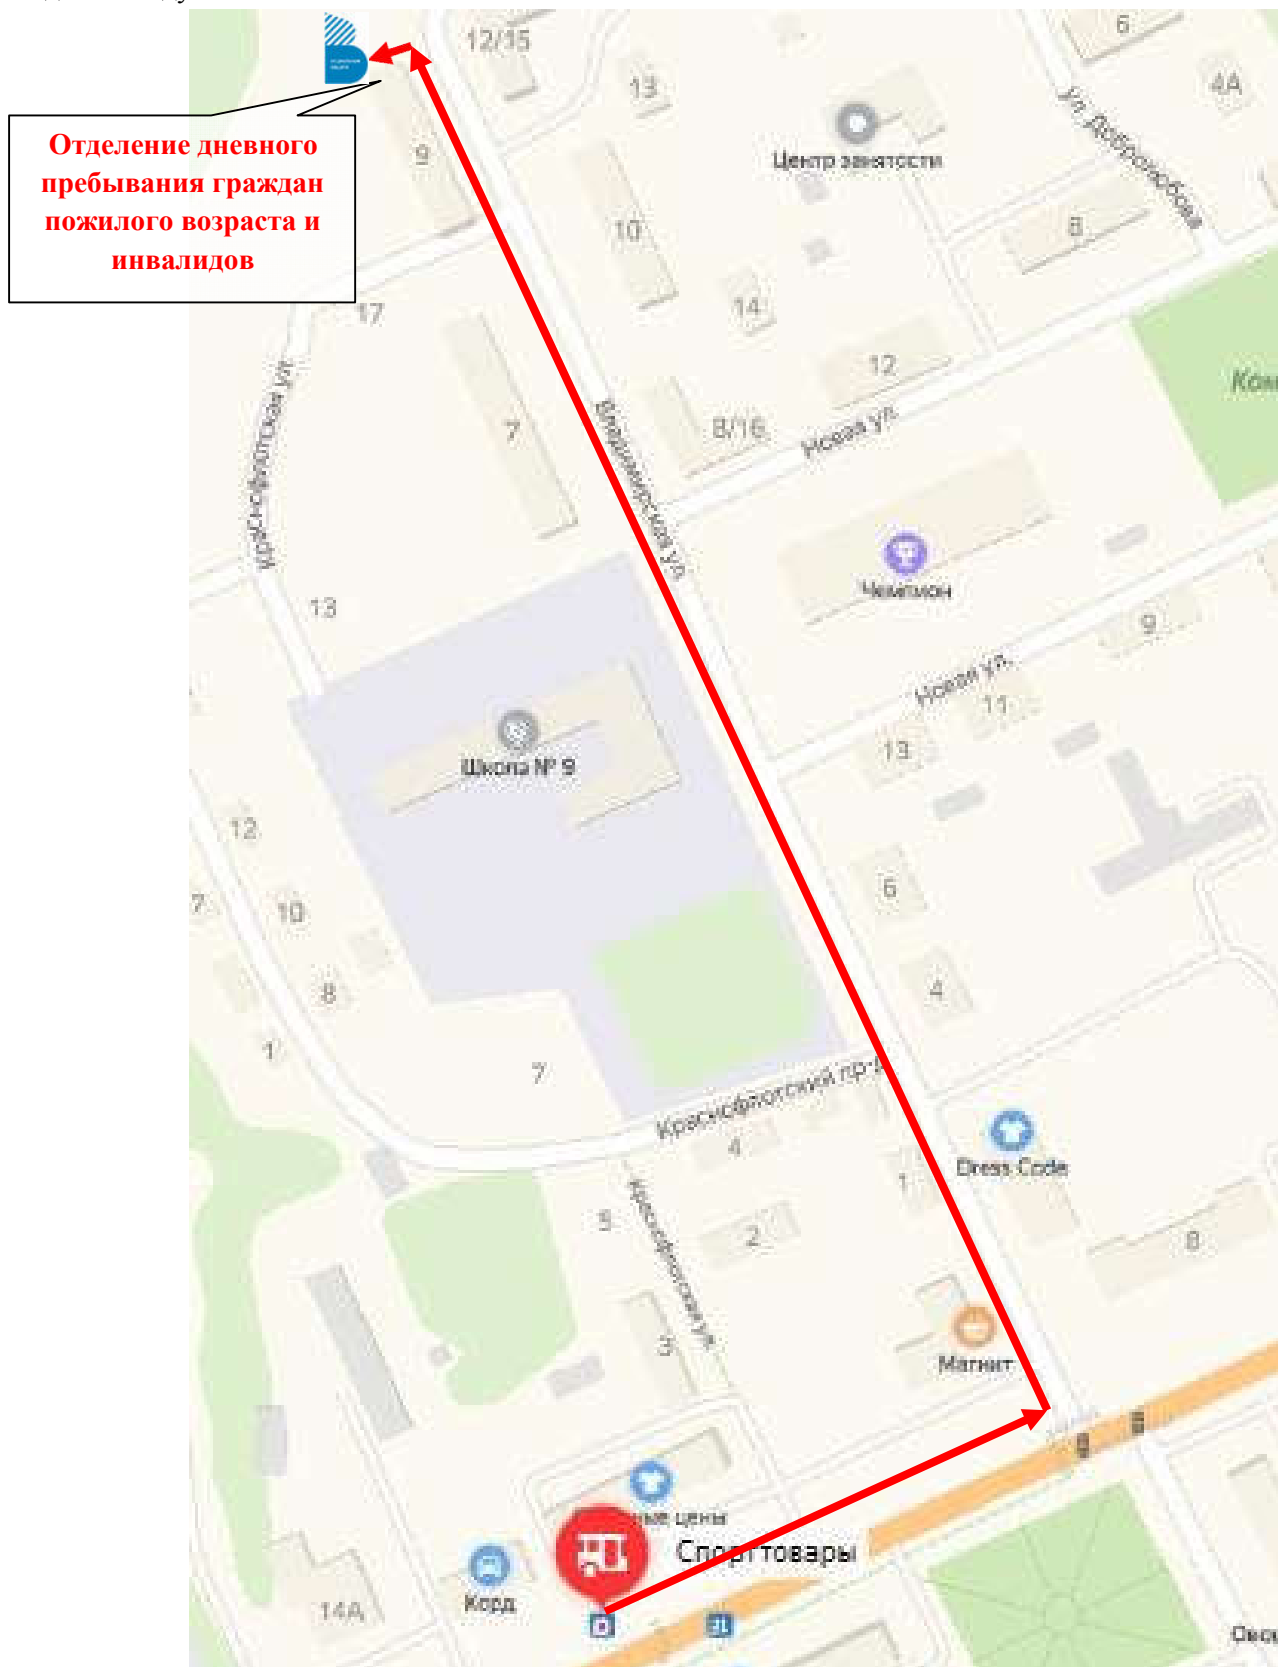 12/15
6
13
4А
ул. Добролюбова
Центр занятости
Отделение дневного
пребывания граждан
пожилого возраста и
инвалидов
9
10
8
17
14
12
Краснофлотская ул.
7
8/16
Новая ул.
Владимирская ул.
Чемпион
13
9
Новая ул.
11
Школа № 9
13
12
6
7
10
4
8
1
7
Краснофлотский пр-д
4
Dress Code
1
5
2
8
Краснофлотская ул.
3
Магнит
ные цены
Спорттовары
Корд
14А